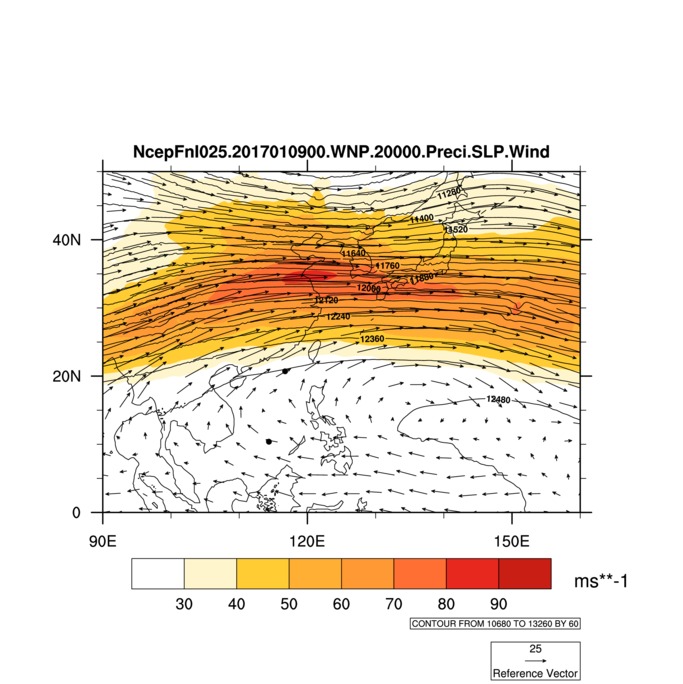 NcepFnl025.2017010900.WNP.20000.Preci.SLP.Wind
11280
11400
40N
11520
11640
11760
11880
12000
12120
12240
12360
20N
12480
0
90E 120E 150E
30 40 50 60 70 80 90
ms**-1
CONTOUR FROM 10680 TO 13260 BY 60
25
Reference Vector